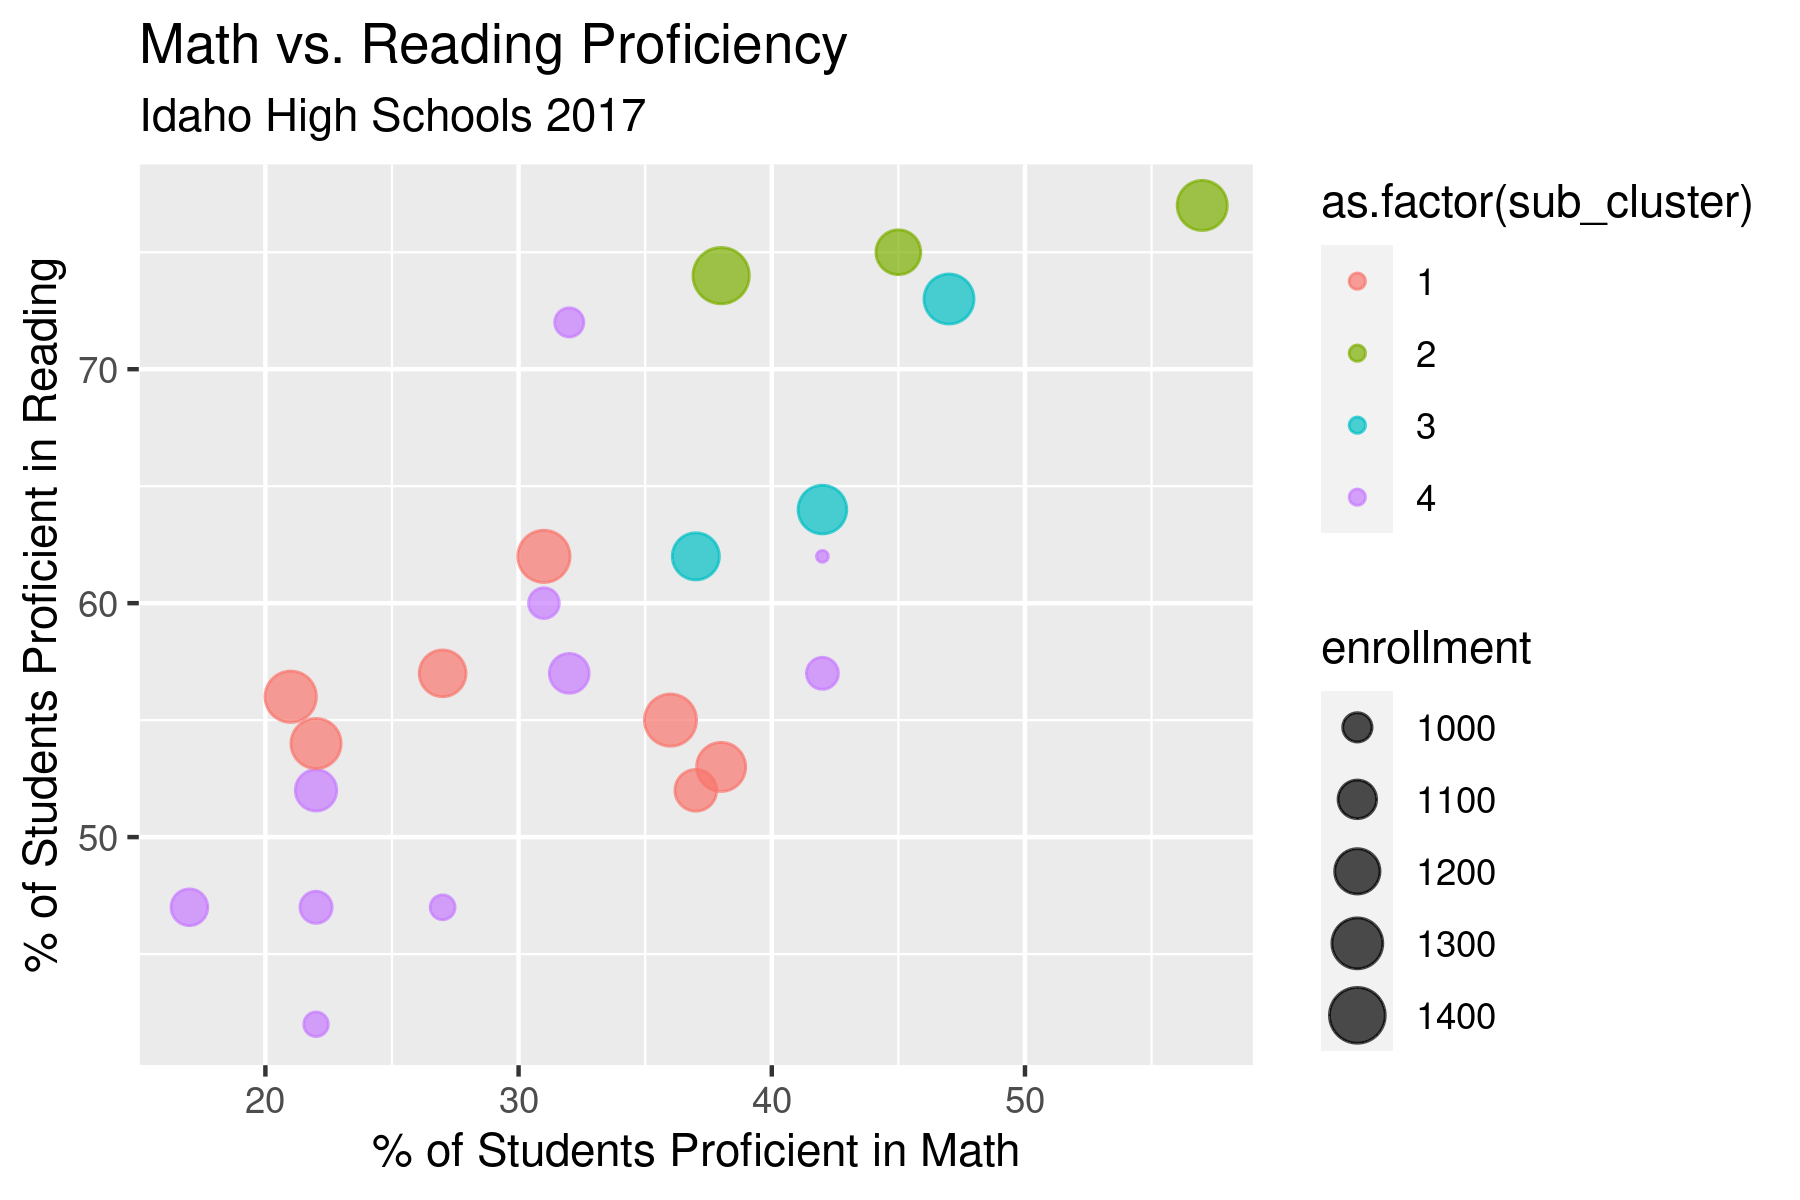 Math vs. Reading Proficiency
Idaho High Schools 2017
% of Students Proficient in Reading
70
60
50
20 30 40 50
% of Students Proficient in Math
as.factor(sub_cluster)
1
2
3
4
enrollment
1000
1100
1200
1300
1400